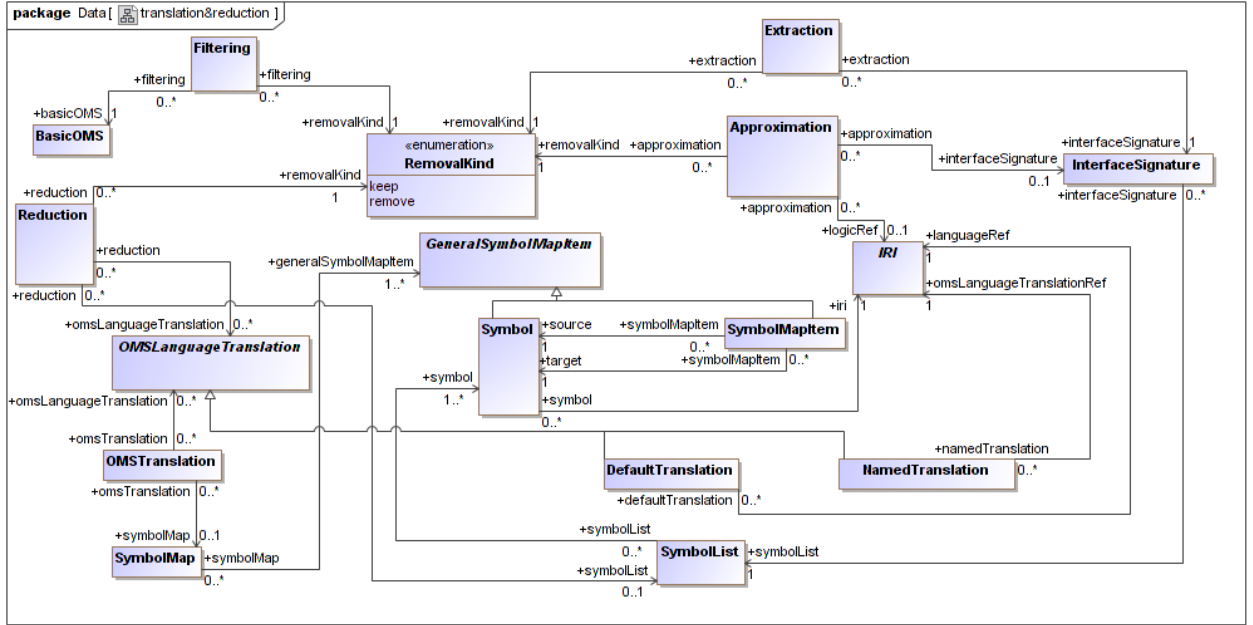 package Data[ translation&reduction ]
Filtering
Extraction
+filtering
+filtering
0..*
0..*
+extraction
0..*
+extraction
0..*
+basicOMS
1
BasicOMS
+removalKind
1
+removalKind
1
«enumeration»
RemovalKind
keep
remove
+removalKind
1
+approximation
0..*
Approximation
+approximation
0..*
+interfaceSignature
0..1
+interfaceSignature
1
InterfaceSignature
+interfaceSignature
0..*
+reduction
0..*
+removalKind
1
Reduction
+reduction
0..*
+reduction
0..*
+approximation
0..*
+logicRef
0..1
+languageRef
1
IRI
+omsLanguageTranslationRef
1
+iri
1
GeneralSymbolMapItem
+generalSymbolMapItem
1..*
+omsLanguageTranslation
0..*
OMSLanguageTranslation
Symbol
+source
1
+symbolMapItem
0..*
SymbolMapItem
+target
1
+symbolMapItem
0..*
+symbol
1..*
+symbol
0..*
+omsLanguageTranslation
0..*
+omsTranslation
0..*
OMSTranslation
+omsTranslation
0..*
DefaultTranslation
+defaultTranslation
0..*
NamedTranslation
+namedTranslation
0..*
+symbolMap
0..1
SymbolMap
+symbolMap
0..*
+symbolList
0..*
SymbolList
+symbolList
1
+symbolList
0..1